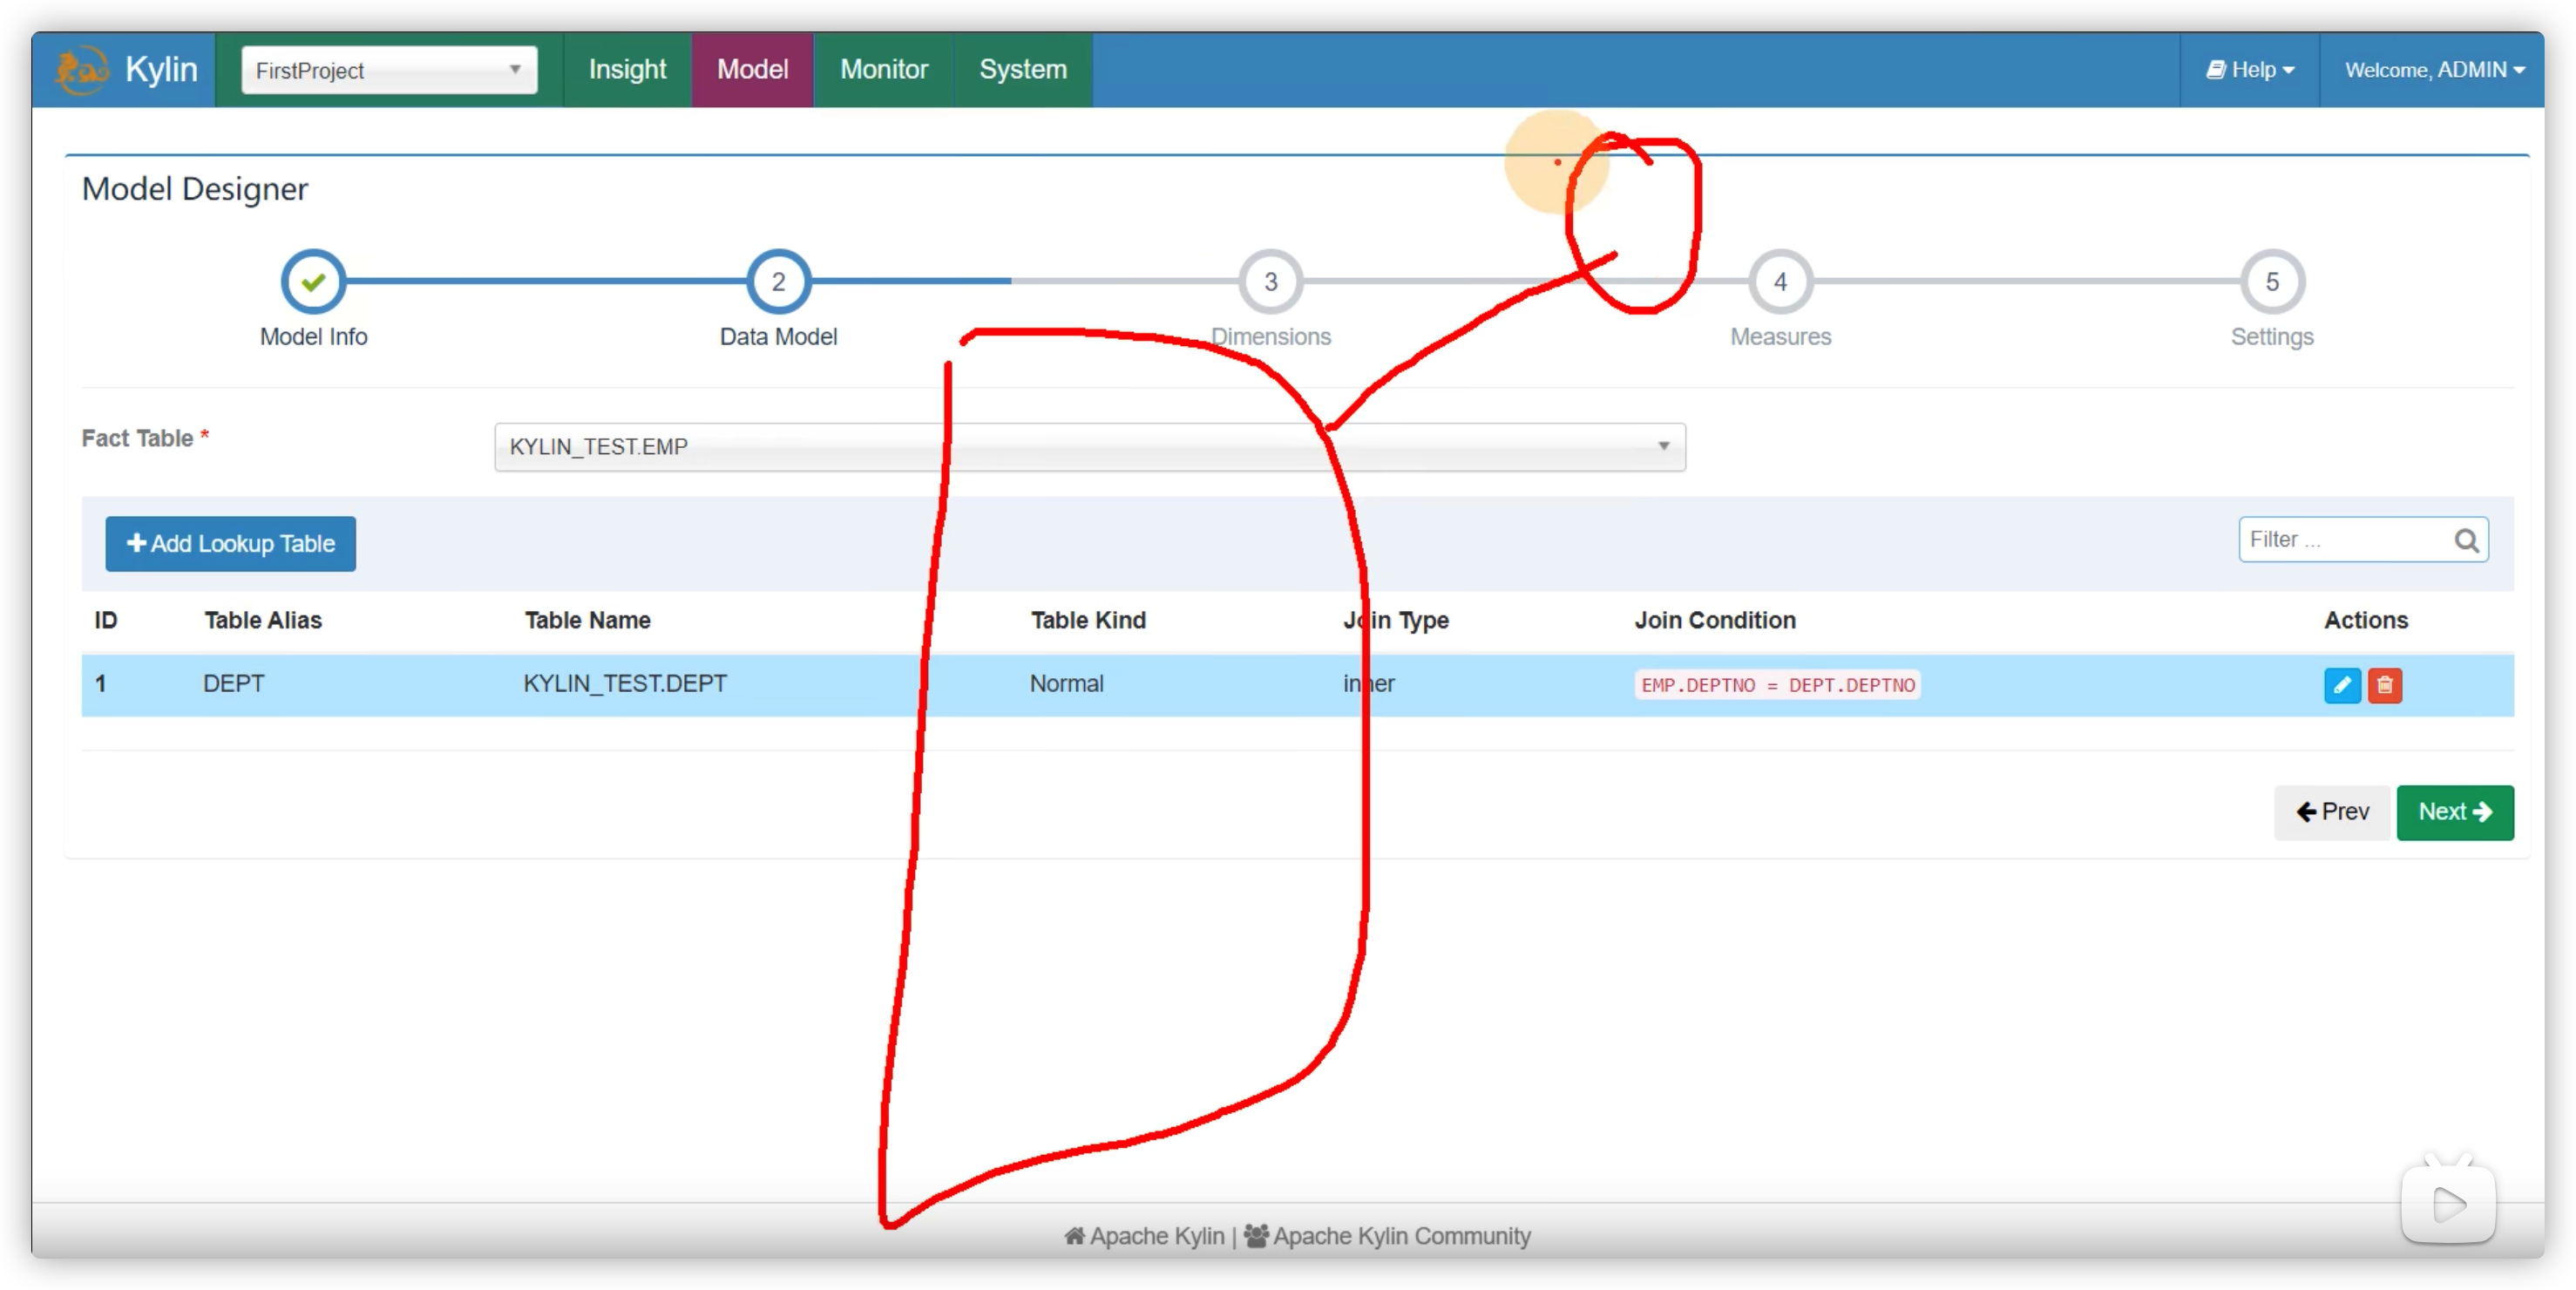 Kylin FirstProject Insight Model Monitor System Help Welcome, ADMIN
Model Designer
2 3 4 5
Model Info Data Model Dimensions Measures Settings
Fact Table * KYLIN_TEST.EMP
Add Lookup Table Filter ...
ID Table Alias Table Name Table Kind Join Type Join Condition Actions
1 DEPT KYLIN_TEST.DEPT Normal inner EMP.DEPTNO = DEPT.DEPTNO
Prev Next
Apache Kylin | Apache Kylin Community